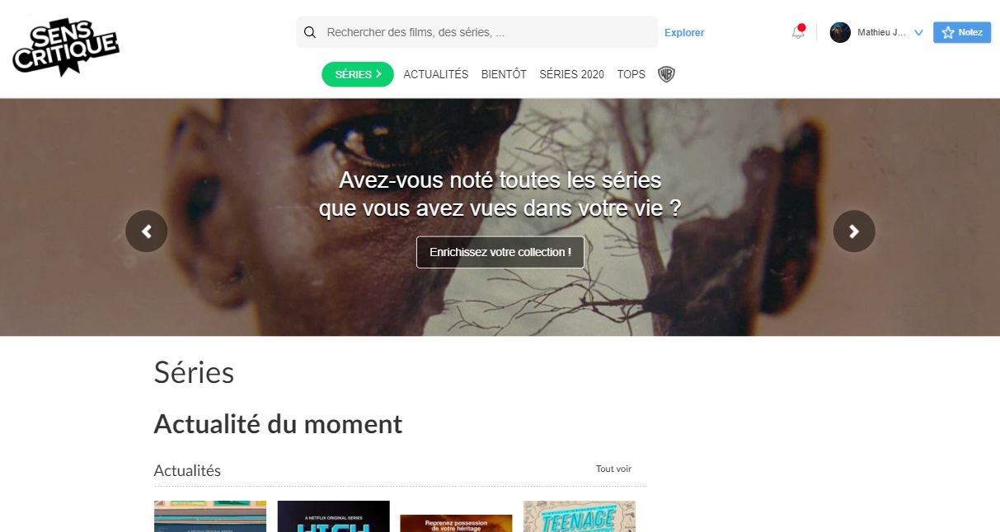 SENS
CRITIQUE
Rechercher des films, des séries, ...
Explorer
Mathieu J...
Notez
SÉRIES
ACTUALITÉS
BIENTÔT
SÉRIES 2020
TOPS
WB
Avez-vous noté toutes les séries
que vous avez vues dans votre vie ?
Enrichissez votre collection !
Séries
Actualité du moment
Actualités
Tout voir
A NETFLIX ORIGINAL SERIES
HIGH
Reprenez possession
de votre héritage
TEENAGE